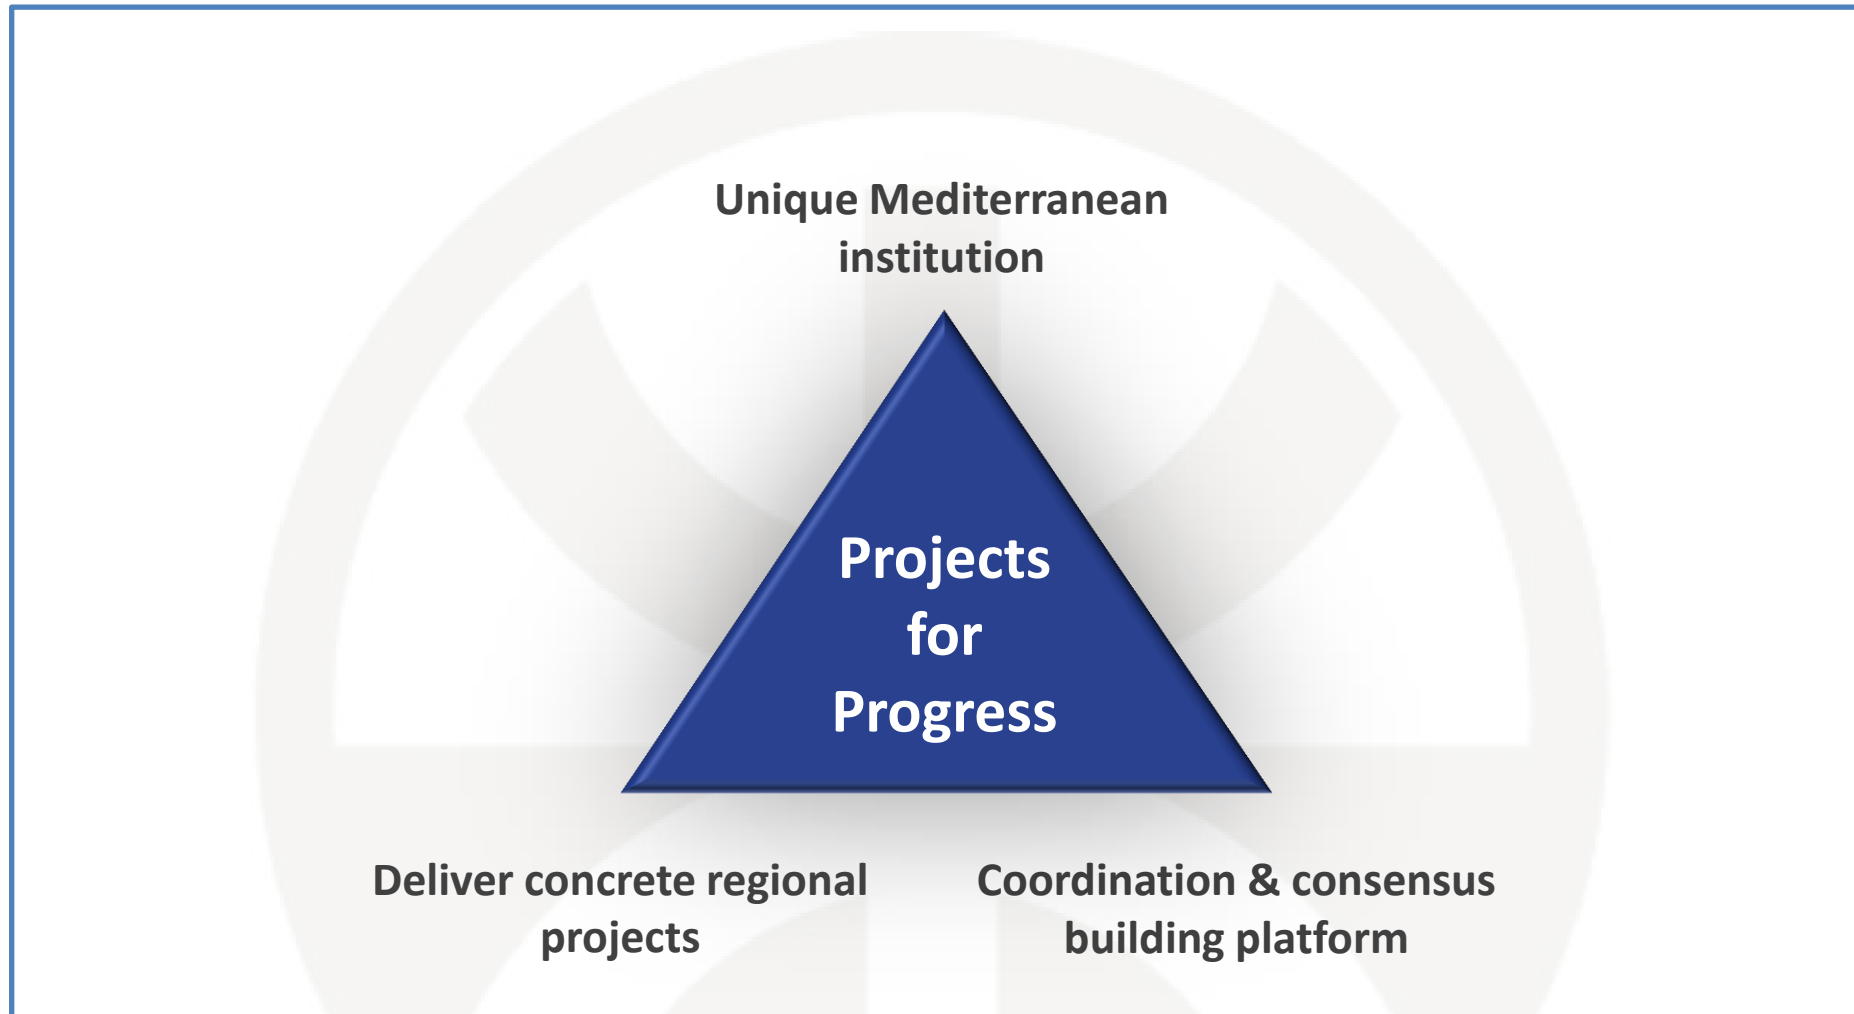 Unique Mediterranean
institution
Projects
for
Progress
Deliver concrete regional
projects
Coordination & consensus
building platform